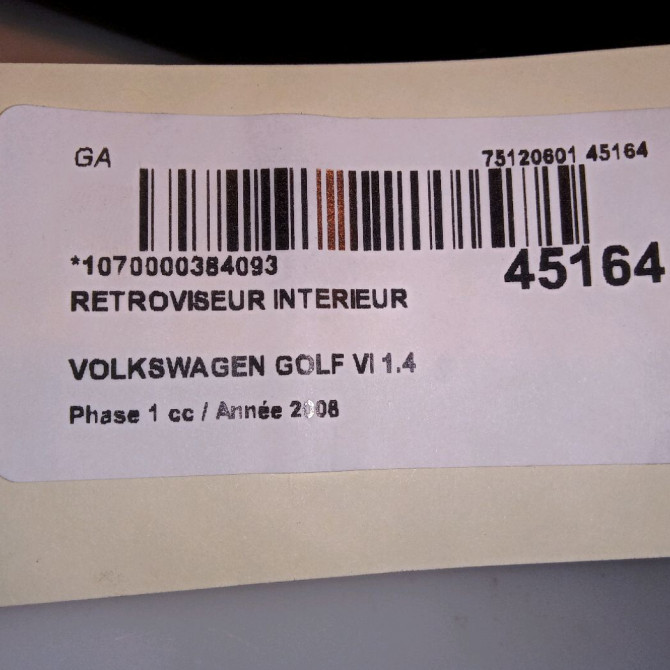 GA
75120601 45164
*1070000384093
45164
RETROVISEUR INTERIEUR
VOLKSWAGEN GOLF VI 1.4
Phase 1 cc / Année 2008